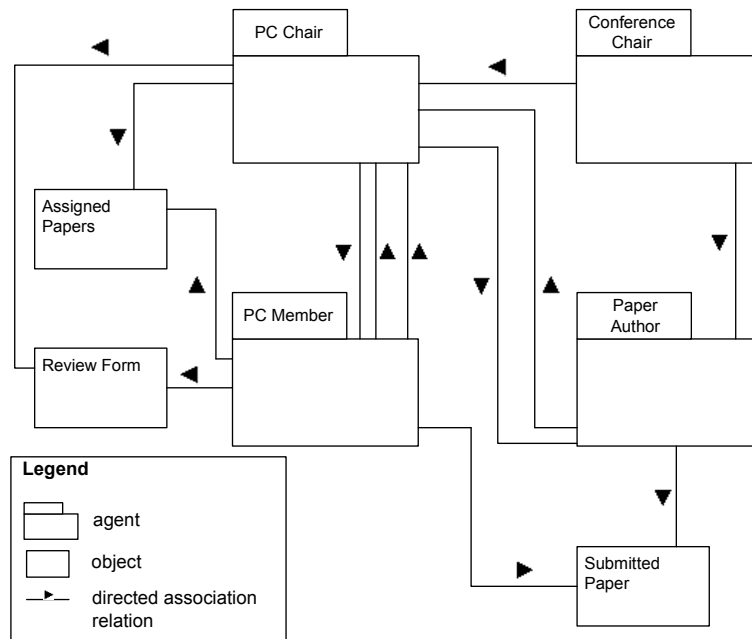 PC Chair
Conference
Chair
Assigned
Papers
PC Member
Paper
Author
Review Form
Legend
agent
object
directed association
relation
Submitted
Paper